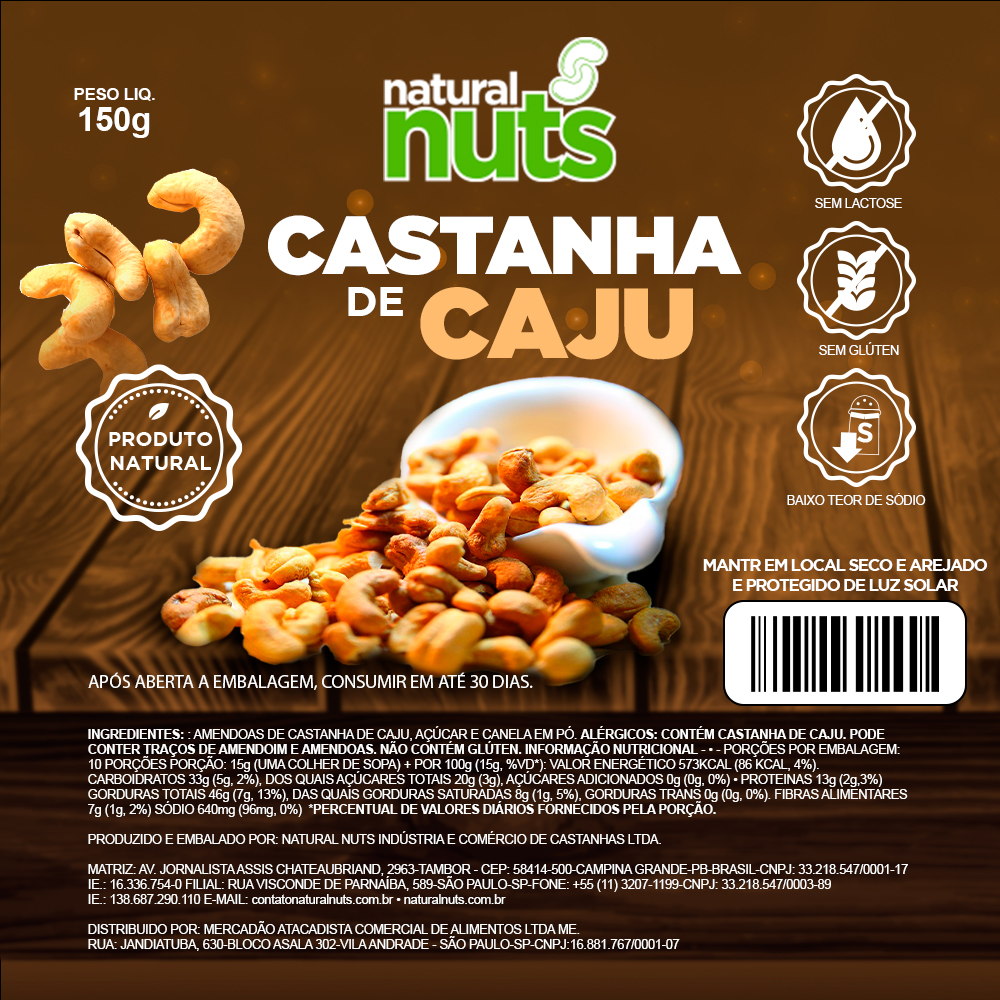 PESO LIQ.
150g
natural
nuts
CASTANHA
DE CAJU
SEM LACTOSE
SEM GLÚTEN
S
BAIXO TEOR DE SÓDIO
PRODUTO
NATURAL
MANTR EM LOCAL SECO E AREJADO
E PROTEGIDO DE LUZ SOLAR
APÓS ABERTA A EMBALAGEM, CONSUMIR EM ATÉ 30 DIAS.
INGREDIENTES: : AMENDOAS DE CASTANHA DE CAJU, AÇÚCAR E CANELA EM PÓ. ALÉRGICOS: CONTÉM CASTANHA DE CAJU. PODE
CONTER TRAÇOS DE AMENDOIM E AMENDOAS. NÃO CONTÉM GLÚTEN. INFORMAÇÃO NUTRICIONAL - • - PORÇÕES POR EMBALAGEM:
10 PORÇÕES PORÇÃO: 15g (UMA COLHER DE SOPA) + POR 100g (15g, %VD*): VALOR ENERGÉTICO 573KCAL (86 KCAL, 4%).
CARBOIDRATOS 33g (5g, 2%), DOS QUAIS AÇÚCARES TOTAIS 20g (3g), AÇÚCARES ADICIONADOS 0g (0g, 0%) • PROTEINAS 13g (2g,3%)
GORDURAS TOTAIS 46g (7g, 13%), DAS QUAIS GORDURAS SATURADAS 8g (1g, 5%), GORDURAS TRANS 0g (0g, 0%). FIBRAS ALIMENTARES
7g (1g, 2%) SÓDIO 640mg (96mg, 0%) *PERCENTUAL DE VALORES DIÁRIOS FORNECIDOS PELA PORÇÃO.
PRODUZIDO E EMBALADO POR: NATURAL NUTS INDÚSTRIA E COMÉRCIO DE CASTANHAS LTDA.
MATRIZ: AV. JORNALISTA ASSIS CHATEAUBRIAND, 2963-TAMBOR - CEP: 58414-500-CAMPINA GRANDE-PB-BRASIL-CNPJ: 33.218.547/0001-17
IE.: 16.336.754-0 FILIAL: RUA VISCONDE DE PARNAÍBA, 589-SÃO PAULO-SP-FONE: +55 (11) 3207-1199-CNPJ: 33.218.547/0003-89
IE.: 138.687.290.110 E-MAIL: contatonaturalnuts.com.br • naturalnuts.com.br
DISTRIBUIDO POR: MERCADÃO ATACADISTA COMERCIAL DE ALIMENTOS LTDA ME.
RUA: JANDIATUBA, 630-BLOCO ASALA 302-VILA ANDRADE - SÃO PAULO-SP-CNPJ:16.881.767/0001-07